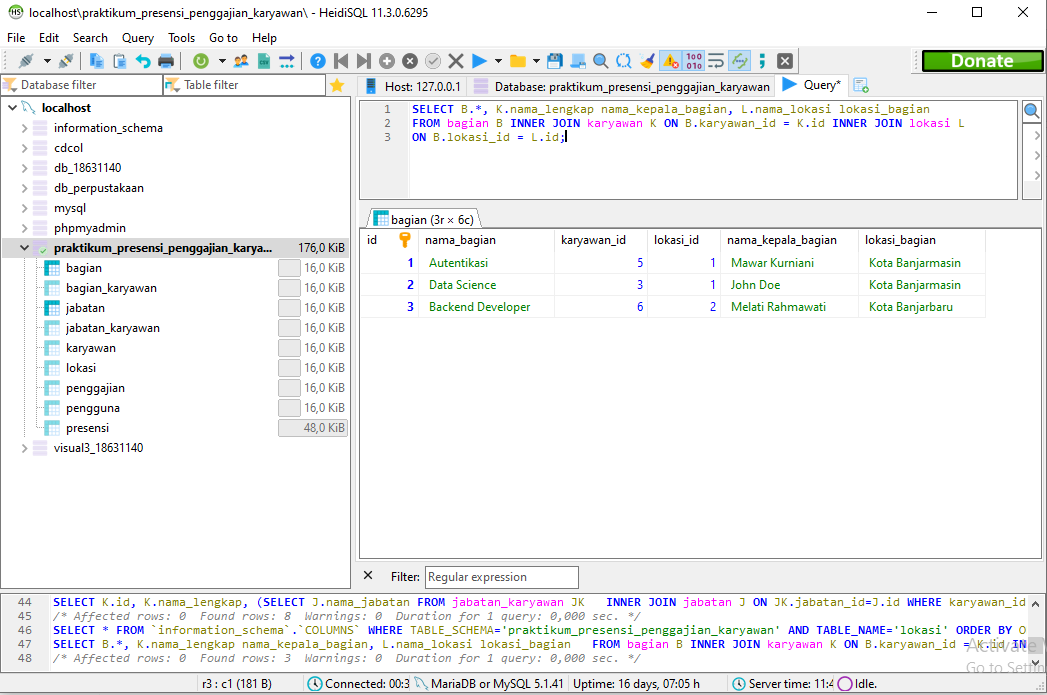 localhost\praktikum_presensi_penggajian_karyawan\ - HeidiSQL 11.3.0.6295
File Edit Search Query Tools Go to Help
Donate
Database filter
Table filter
Host: 127.0.0.1
Database: praktikum_presensi_penggajian_karyawan
Query*
localhost
information_schema
cdcol
db_18631140
db_perpustakaan
mysql
phpmyadmin
praktikum_presensi_penggajian_karya... 176,0 KiB
bagian 16,0 KiB
bagian_karyawan 16,0 KiB
jabatan 16,0 KiB
jabatan_karyawan 16,0 KiB
karyawan 16,0 KiB
lokasi 16,0 KiB
penggajian 16,0 KiB
pengguna 16,0 KiB
presensi 48,0 KiB
visual3_18631140
1 SELECT B.*, K.nama_lengkap nama_kepala_bagian, L.nama_lokasi lokasi_bagian
2 FROM bagian B INNER JOIN karyawan K ON B.karyawan_id = K.id INNER JOIN lokasi L
3 ON B.lokasi_id = L.id;
bagian (3r × 6c)
id nama_bagian karyawan_id lokasi_id nama_kepala_bagian lokasi_bagian
1 Autentikasi 5 1 Mawar Kurniani Kota Banjarmasin
2 Data Science 3 1 John Doe Kota Banjarmasin
3 Backend Developer 6 2 Melati Rahmawati Kota Banjarbaru
Filter: Regular expression
44 SELECT K.id, K.nama_lengkap, (SELECT J.nama_jabatan FROM jabatan_karyawan JK INNER JOIN jabatan J ON JK.jabatan_id=J.id WHERE karyawan_id
45 /* Affected rows: 0 Found rows: 8 Warnings: 0 Duration for 1 query: 0,000 sec. */
46 SELECT * FROM `information_schema`.`COLUMNS` WHERE TABLE_SCHEMA='praktikum_presensi_penggajian_karyawan' AND TABLE_NAME='lokasi' ORDER BY O
47 SELECT B.*, K.nama_lengkap nama_kepala_bagian, L.nama_lokasi lokasi_bagian FROM bagian B INNER JOIN karyawan K ON B.karyawan_id = K.id IN
48 /* Affected rows: 0 Found rows: 3 Warnings: 0 Duration for 1 query: 0,000 sec. */
Activate
Go to Settin
r3 : c1 (181 B) Connected: 00:3 MariaDB or MySQL 5.1.41 Uptime: 16 days, 07:05 h Server time: 11:4 Idle.